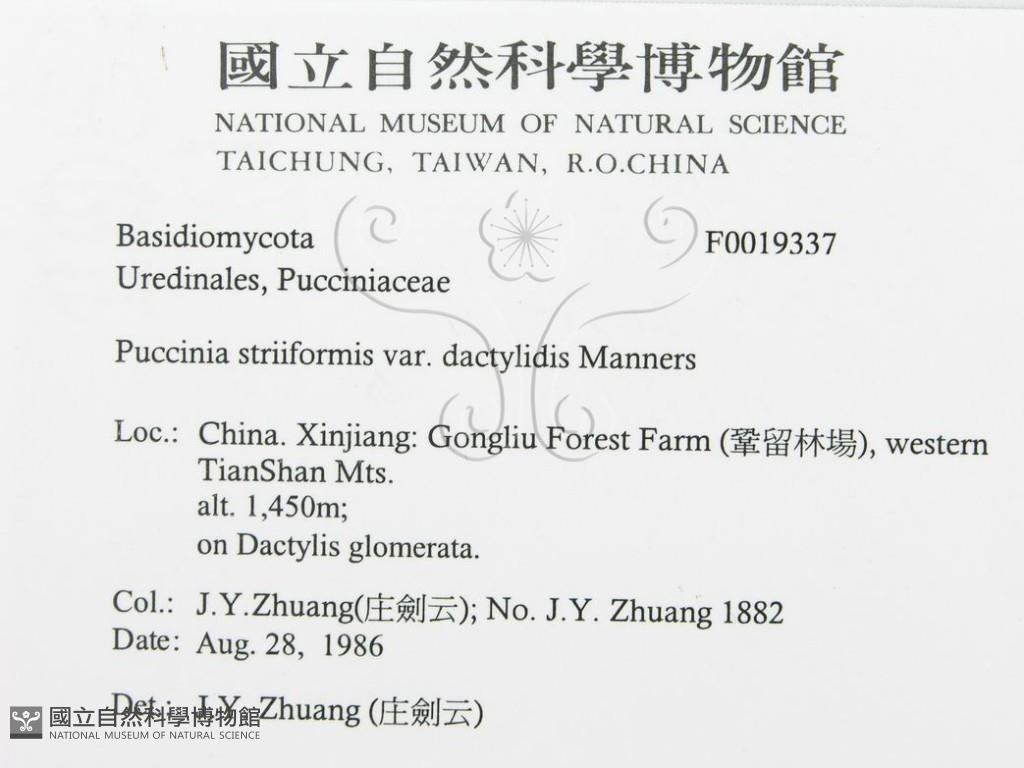 國立自然科學博物館
NATIONAL MUSEUM OF NATURAL SCIENCE
TAICHUNG, TAIWAN, R.O.CHINA
Basidiomycota F0019337
Uredinales, Pucciniaceae
Puccinia striiformis var. dactylidis Manners
Loc.: China. Xinjiang: Gongliu Forest Farm (鞏留林場), western
TianShan Mts.
alt. 1,450m;
on Dactylis glomerata.
Col.: J.Y.Zhuang(庄劍云); No. J.Y. Zhuang 1882
Date: Aug. 28, 1986
Det.: J.Y. Zhuang (庄劍云)
國立自然科學博物館
NATIONAL MUSEUM OF NATURAL SCIENCE